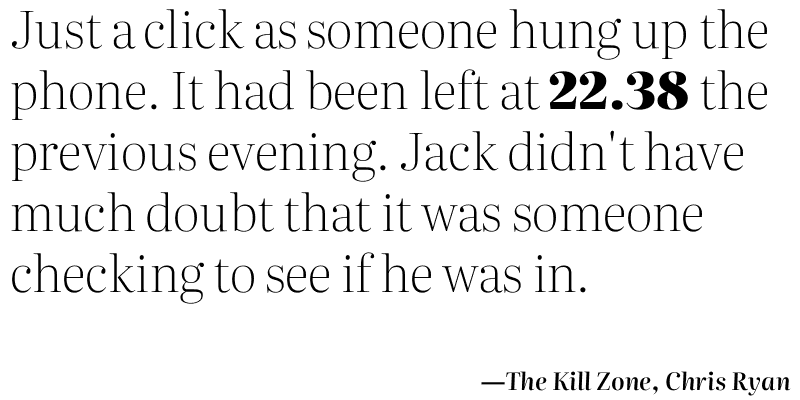 Just a click as someone hung up the
phone. It had been left at 22.38 the
previous evening. Jack didn't have
much doubt that it was someone
checking to see if he was in.
—The Kill Zone, Chris Ryan